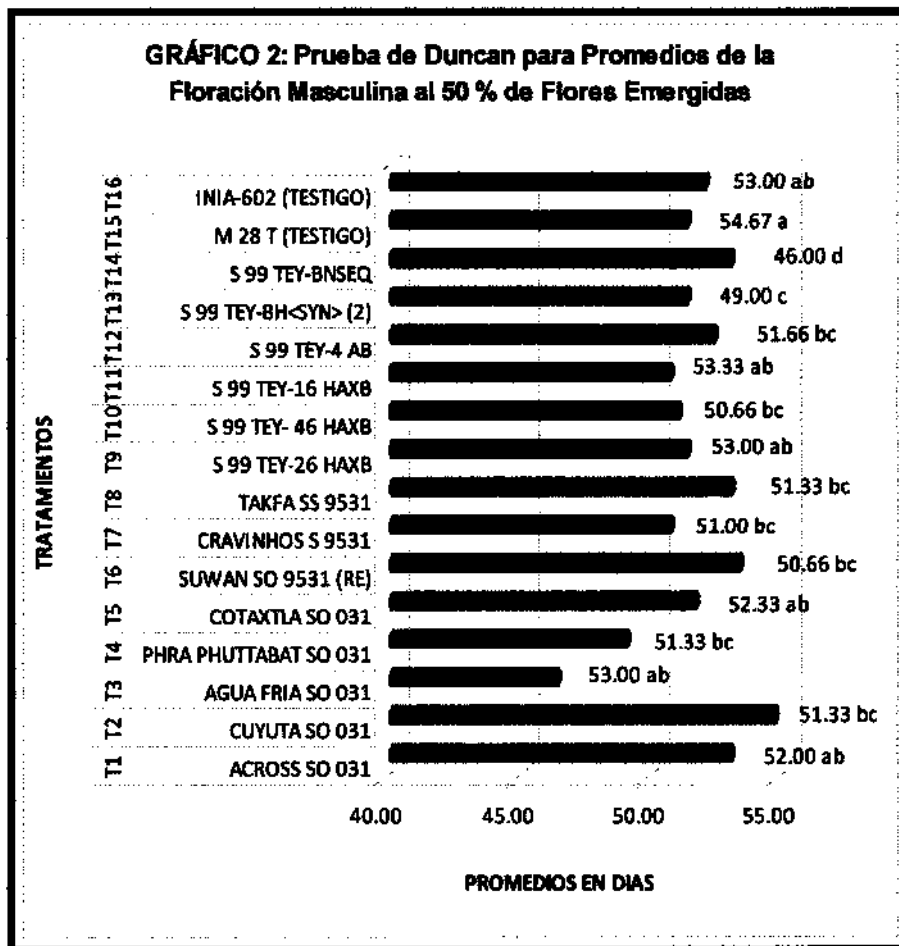 GRÁFICO 2: Prueba de Duncan para Promedios de la
Floración Masculina al 50 % de Flores Emergidas
TRATAMIENTOS
T16 INIA-602 (TESTIGO) 53.00 ab
T15 M 28 T (TESTIGO) 54.67 a
T14 S 99 TEY-BNSEQ 46.00 d
T13 S 99 TEY-BH<SYN> (2) 49.00 c
T12 S 99 TEY-4 AB 51.66 bc
T11 S 99 TEY-16 HAXB 53.33 ab
T10 S 99 TEY- 46 HAXB 50.66 bc
T9 S 99 TEY-26 HAXB 53.00 ab
T8 TAKFA SS 9531 51.33 bc
T7 CRAVINHOS S 9531 51.00 bc
T6 SUWAN SO 9531 (RE) 50.66 bc
T5 COTAXTLA SO 031 52.33 ab
T4 PHRA PHUTTABAT SO 031 51.33 bc
T3 AGUA FRIA SO 031 53.00 ab
T2 CUYUTA SO 031 51.33 bc
T1 ACROSS SO 031 52.00 ab
40.00 45.00 50.00 55.00
PROMEDIOS EN DIAS